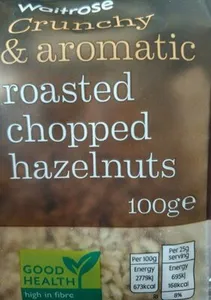 Waitrose
Crunchy
& aromatic
roasted
chopped
hazelnuts
100g℮
Per 100g
Energy
2779kJ
673kcal
Per 25g
serving
Energy
695kJ
168kcal
8%
GOOD
HEALTH
high in fibre